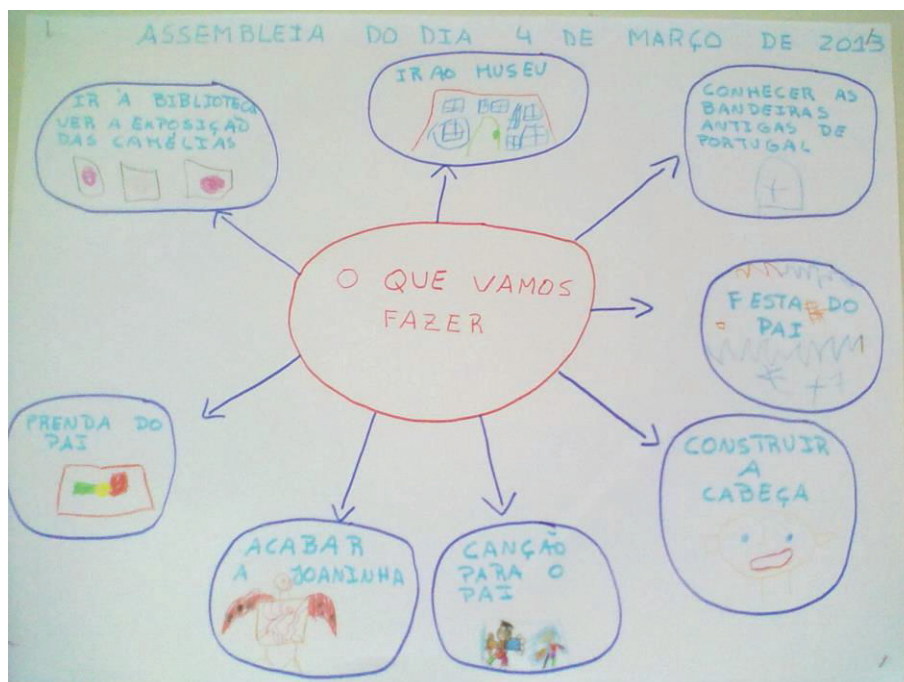 ASSEMBLEIA DO DIA 4 DE MARÇO DE 2013
IR À BIBLIOTECA
VER A EXPOSIÇÃO
DAS CAMÉLIAS
IR AO MUSEU
CONHECER AS
BANDEIRAS
ANTIGAS DE
PORTUGAL
O QUE VAMOS
FAZER
FESTA DO
PAI
PRENDA DO
PAI
CONSTRUIR
A
CABEÇA
ACABAR
A JOANINHA
CANÇÃO
PARA O
PAI